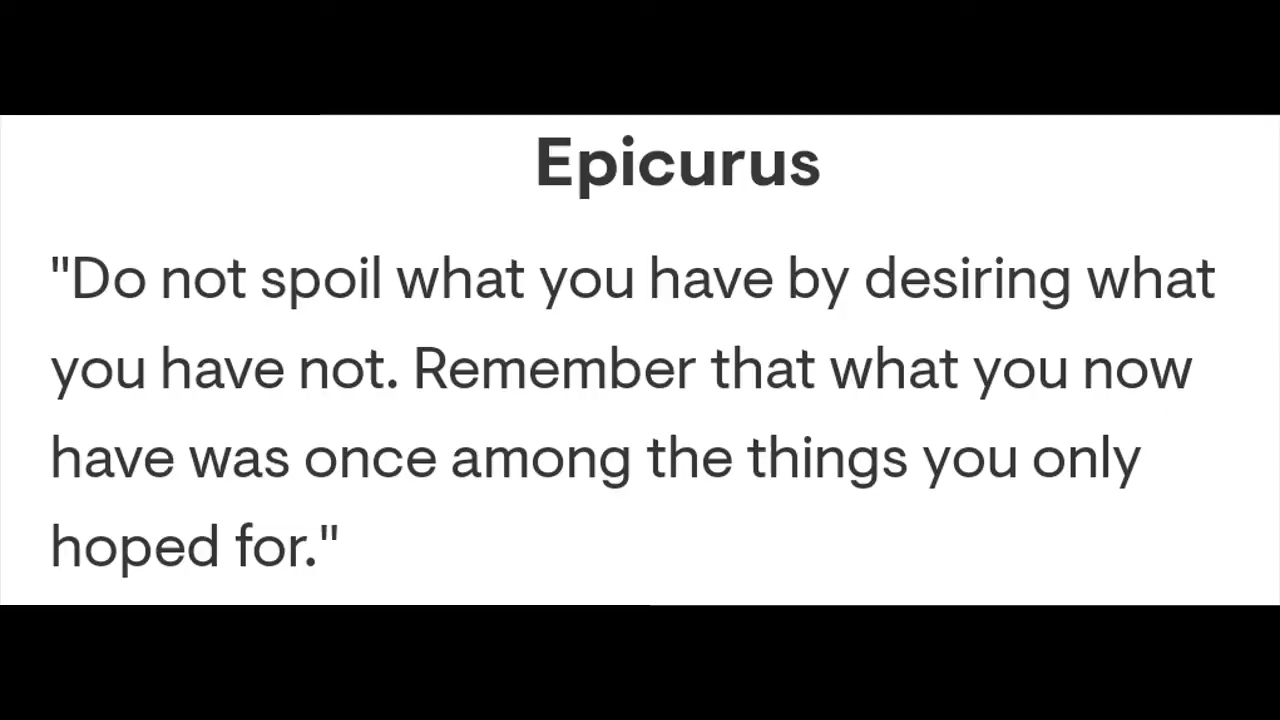 Epicurus
"Do not spoil what you have by desiring what
you have not. Remember that what you now
have was once among the things you only
hoped for."